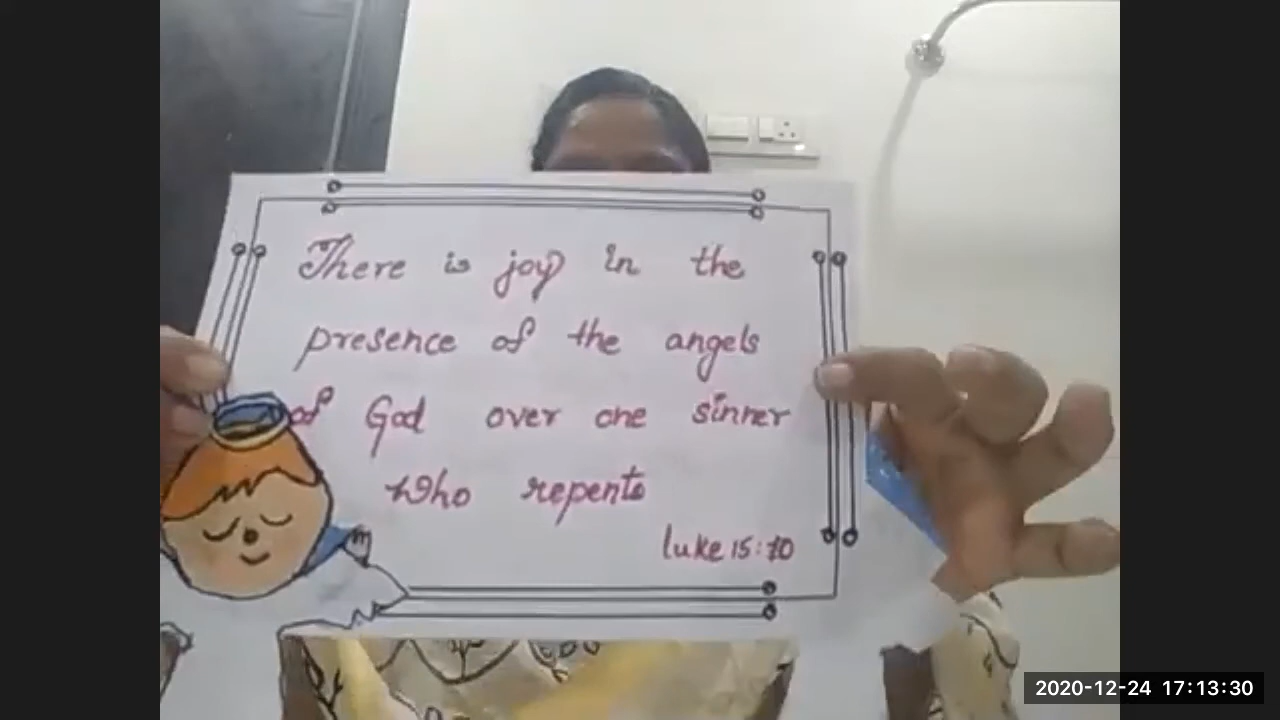 There is joy in the
presence of the angels
of God over one sinner
who repents
luke 15:10
2020-12-24 17:13:30